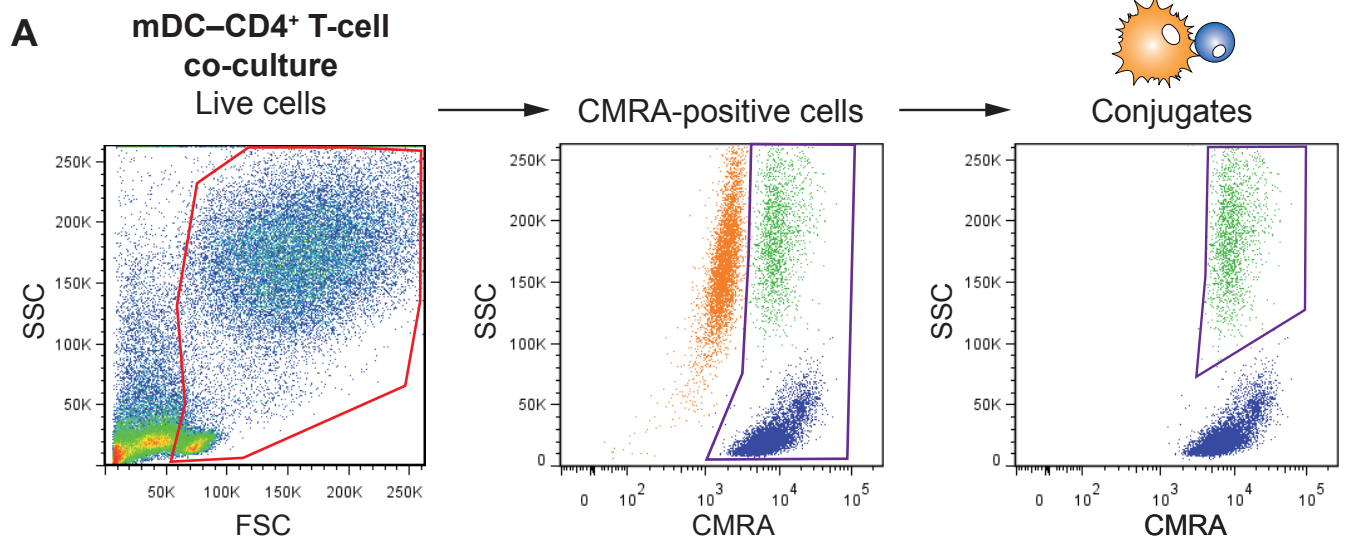 A
mDC–CD4⁺ T-cell
co-culture
Live cells
CMRA-positive cells
Conjugates
250K
200K
150K
100K
50K
SSC
50K 100K 150K 200K 250K
FSC
250K
200K
150K
100K
50K
0
SSC
0 10² 10³ 10⁴ 10⁵
CMRA
250K
200K
150K
100K
50K
0
SSC
0 10² 10³ 10⁴ 10⁵
CMRA